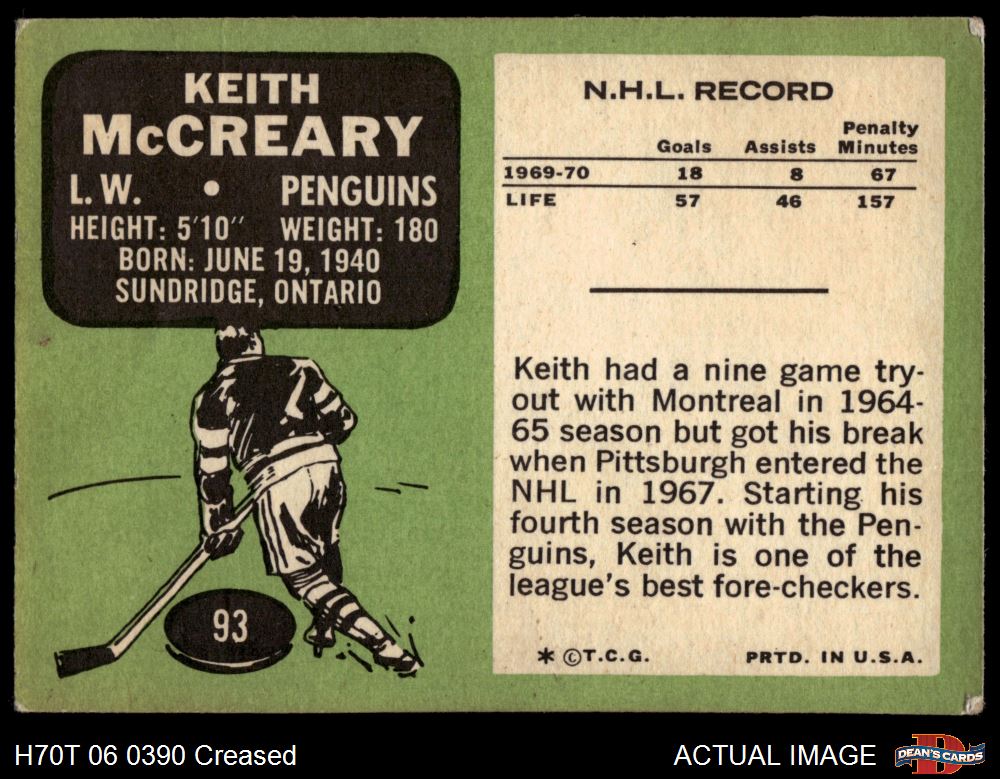 KEITH
McCREARY
L.W. • PENGUINS
HEIGHT: 5'10" WEIGHT: 180
BORN: JUNE 19, 1940
SUNDRIDGE, ONTARIO
93
N.H.L. RECORD
Goals Assists Penalty Minutes
1969-70 18 8 67
LIFE 57 46 157
Keith had a nine game try-
out with Montreal in 1964-
65 season but got his break
when Pittsburgh entered the
NHL in 1967. Starting his
fourth season with the Pen-
guins, Keith is one of the
league's best fore-checkers.
* ©T.C.G. PRTD. IN U.S.A.
H70T 06 0390 Creased
ACTUAL IMAGE
DEAN'S CARDS